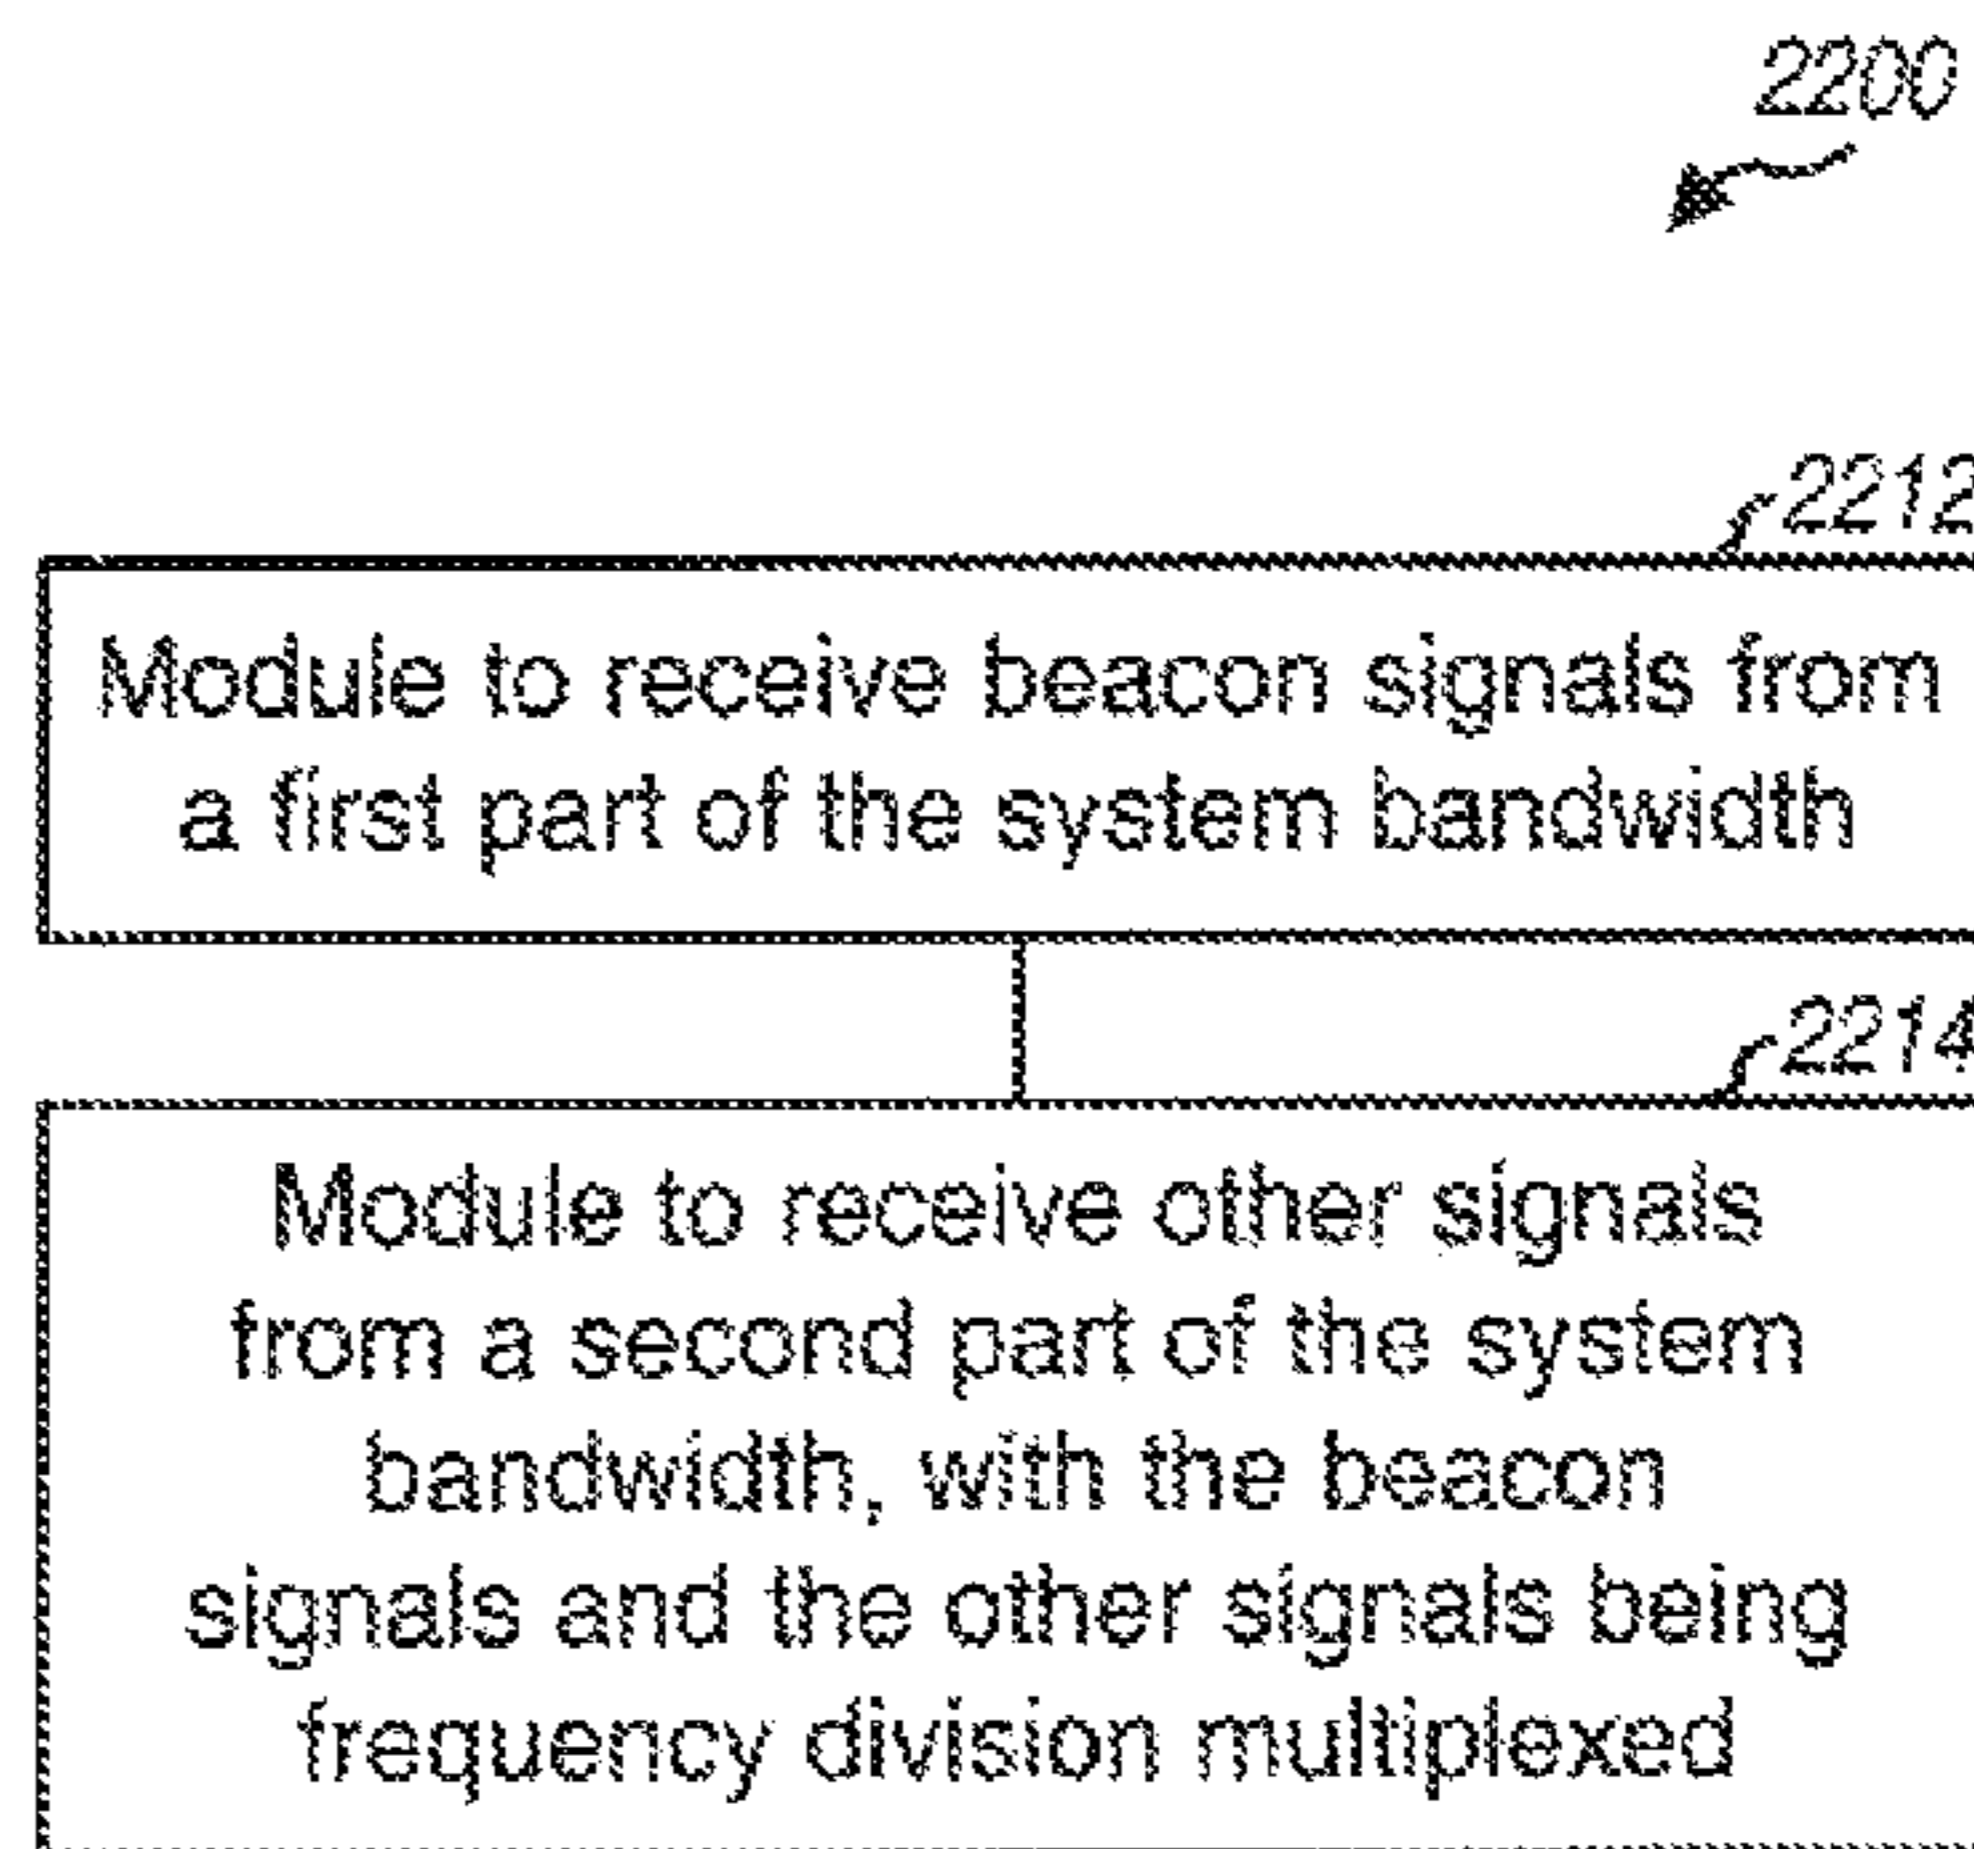 2200
2212
Module to receive beacon signals from
a first part of the system bandwidth
2214
Module to receive other signals
from a second part of the system
bandwidth, with the beacon
signals and the other signals being
frequency division multiplexed